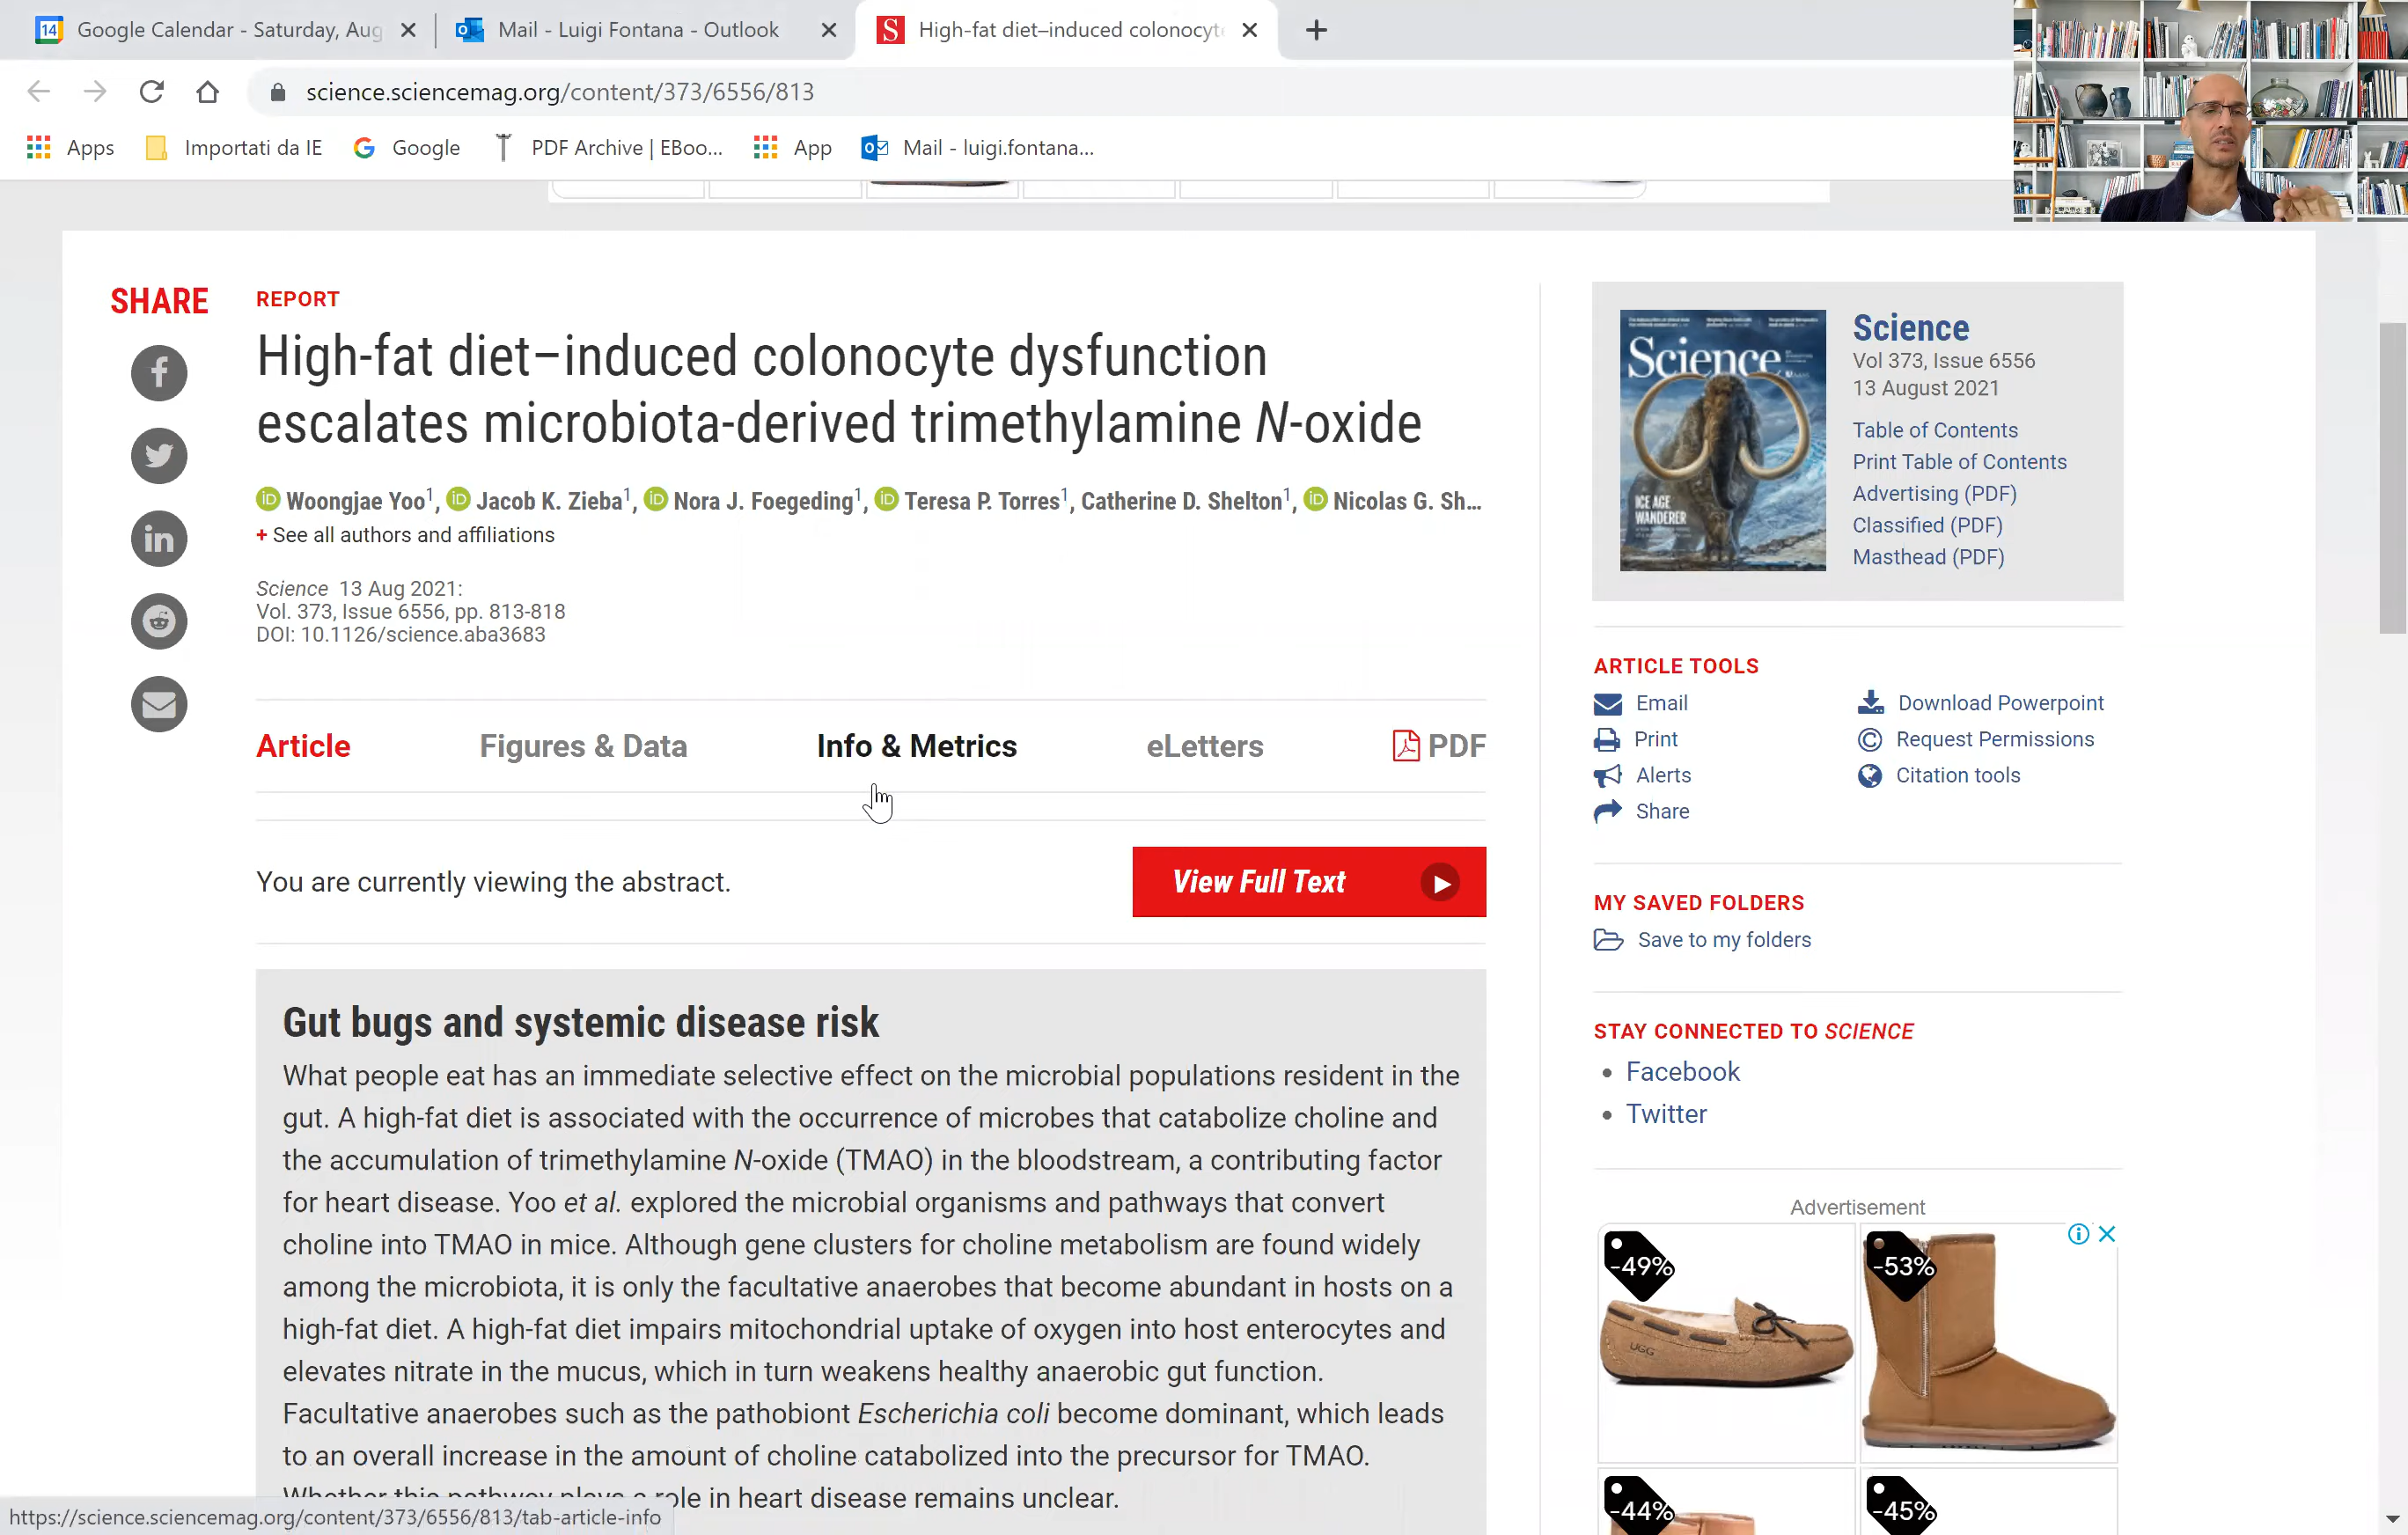 Google Calendar - Saturday, Aug
Mail - Luigi Fontana - Outlook
High-fat diet–induced colonocyte
science.sciencemag.org/content/373/6556/813
Apps
Importati da IE
Google
PDF Archive | EBoo...
App
Mail - luigi.fontana...
SHARE
REPORT
High-fat diet–induced colonocyte dysfunction
escalates microbiota-derived trimethylamine N-oxide
Woongjae Yoo1, Jacob K. Zieba1, Nora J. Foegeding1, Teresa P. Torres1, Catherine D. Shelton1, Nicolas G. Sh...
+ See all authors and affiliations
Science 13 Aug 2021:
Vol. 373, Issue 6556, pp. 813-818
DOI: 10.1126/science.aba3683
Article
Figures & Data
Info & Metrics
eLetters
PDF
You are currently viewing the abstract.
View Full Text
Gut bugs and systemic disease risk
What people eat has an immediate selective effect on the microbial populations resident in the
gut. A high-fat diet is associated with the occurrence of microbes that catabolize choline and
the accumulation of trimethylamine N-oxide (TMAO) in the bloodstream, a contributing factor
for heart disease. Yoo et al. explored the microbial organisms and pathways that convert
choline into TMAO in mice. Although gene clusters for choline metabolism are found widely
among the microbiota, it is only the facultative anaerobes that become abundant in hosts on a
high-fat diet. A high-fat diet impairs mitochondrial uptake of oxygen into host enterocytes and
elevates nitrate in the mucus, which in turn weakens healthy anaerobic gut function.
Facultative anaerobes such as the pathobiont Escherichia coli become dominant, which leads
to an overall increase in the amount of choline catabolized into the precursor for TMAO.
Whether this pathway plays a role in heart disease remains unclear.
https://science.sciencemag.org/content/373/6556/813/tab-article-info
Science
ICE AGE
WANDERER
Science
Vol 373, Issue 6556
13 August 2021
Table of Contents
Print Table of Contents
Advertising (PDF)
Classified (PDF)
Masthead (PDF)
ARTICLE TOOLS
Email
Download Powerpoint
Print
Request Permissions
Alerts
Citation tools
Share
MY SAVED FOLDERS
Save to my folders
STAY CONNECTED TO SCIENCE
Facebook
Twitter
Advertisement
-49%
-53%
UGG
-44%
-45%